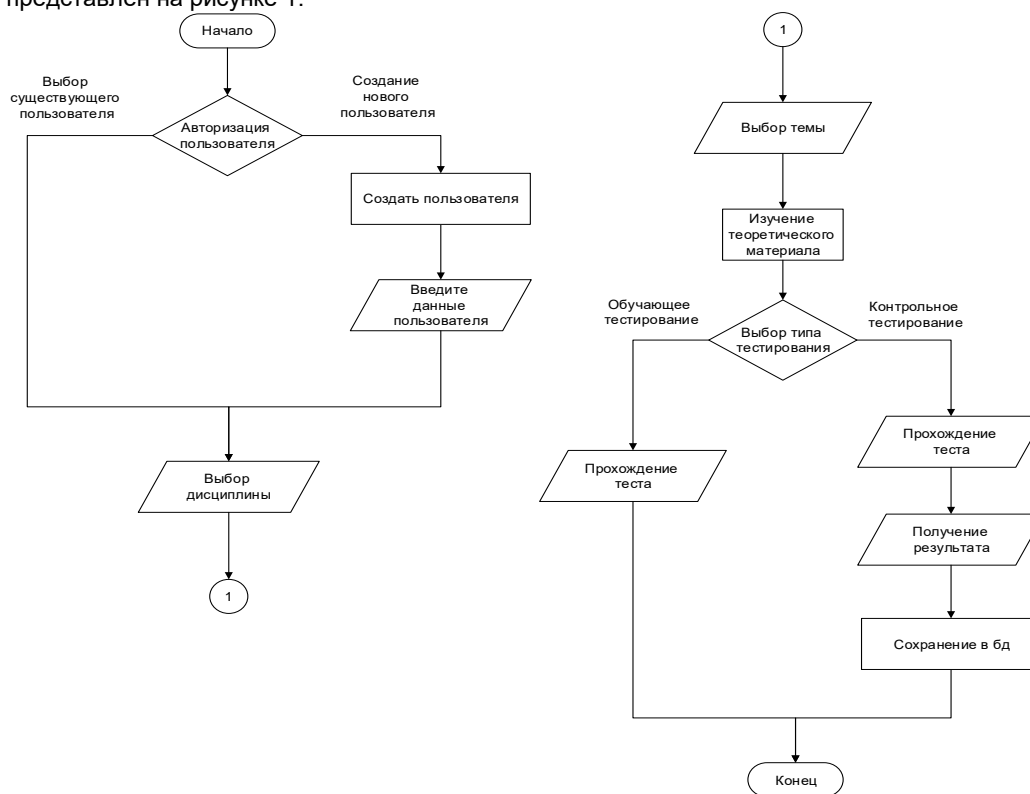 представлен на рисунке 1.
Начало
Выбор
существующего
пользователя
Создание
нового
пользователя
Авторизация
пользователя
Создать пользователя
Введите
данные
пользователя
Выбор
дисциплины
1
1
Выбор темы
Изучение
теоретического
материала
Обучающее
тестирование
Контрольное
тестирование
Выбор типа
тестирования
Прохождение
теста
Прохождение
теста
Получение
результата
Сохранение в бд
Конец